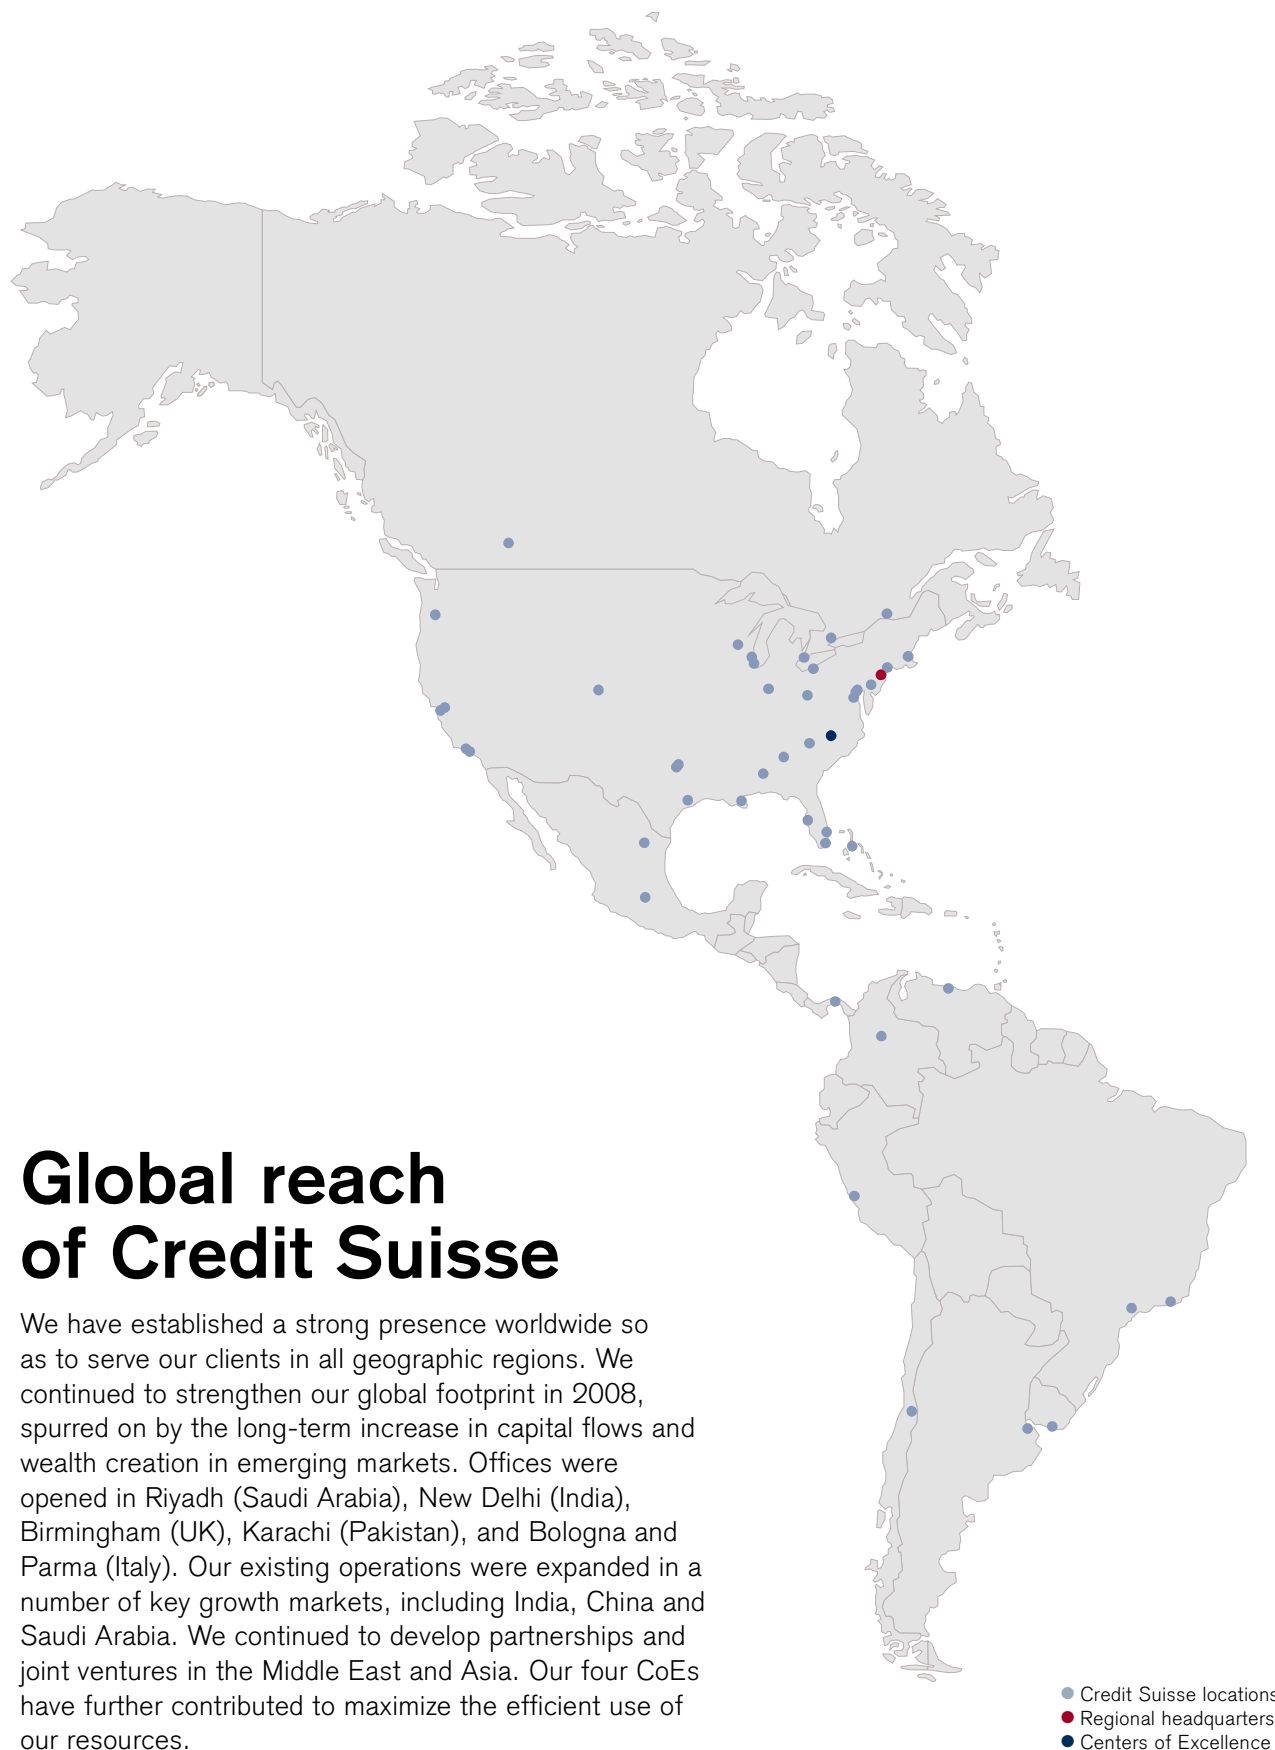 Global reach
of Credit Suisse
We have established a strong presence worldwide so
as to serve our clients in all geographic regions. We
continued to strengthen our global footprint in 2008,
spurred on by the long-term increase in capital flows and
wealth creation in emerging markets. Offices were
opened in Riyadh (Saudi Arabia), New Delhi (India),
Birmingham (UK), Karachi (Pakistan), and Bologna and
Parma (Italy). Our existing operations were expanded in a
number of key growth markets, including India, China and
Saudi Arabia. We continued to develop partnerships and
joint ventures in the Middle East and Asia. Our four CoEs
have further contributed to maximize the efficient use of
our resources.
Credit Suisse locations
Regional headquarters
Centers of Excellence